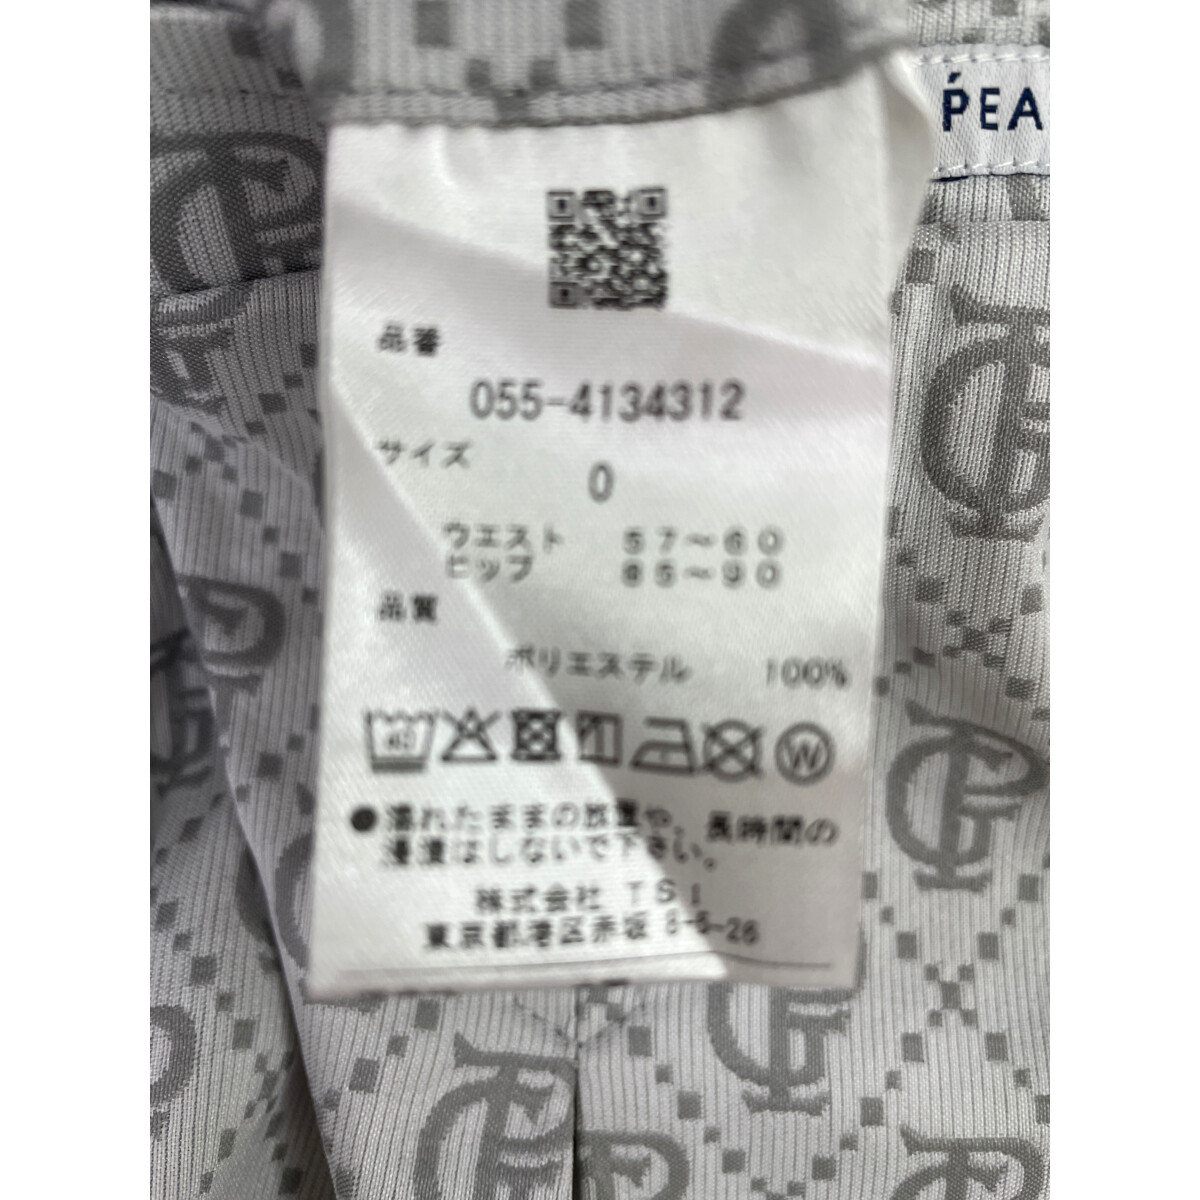 ṔEA
品番
055-4134312
サイズ
0
ウエスト 57～60
ヒップ 85～90
品質
ポリエステル 100%
40
W
●濡れたままの放置や、長時間の
浸漬はしないで下さい。
株式会社 TSI
東京都港区赤坂 8-5-28